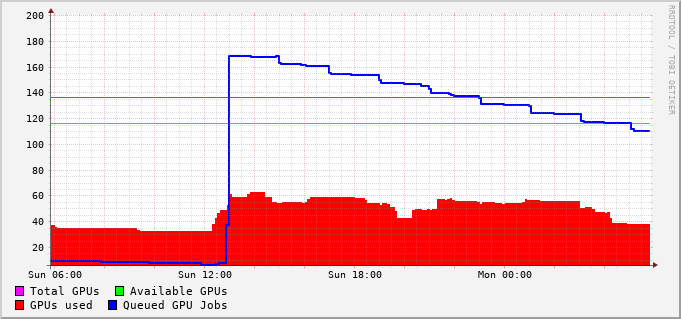 200
180
160
140
120
100
80
60
40
20
Sun 06:00 Sun 12:00 Sun 18:00 Mon 00:00
Total GPUs Available GPUs
GPUs used Queued GPU Jobs
RRDTOOL / TOBI OETIKER